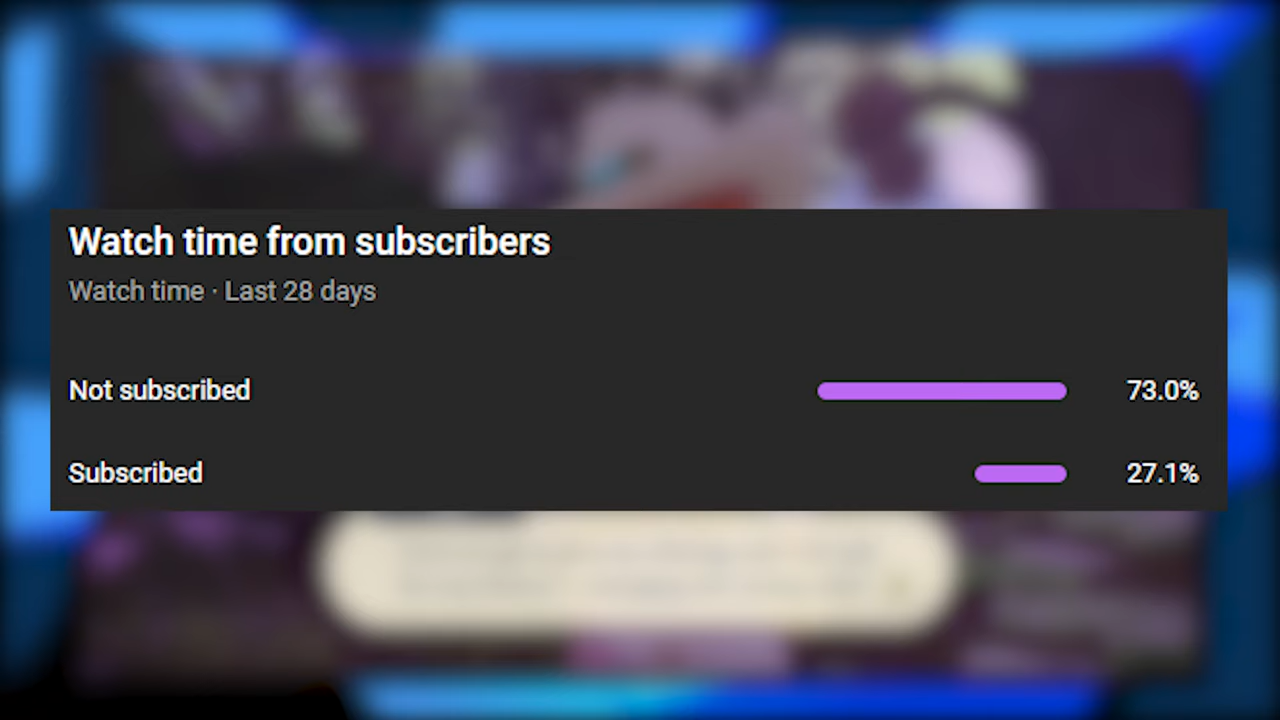 Watch time from subscribers
Watch time · Last 28 days
Not subscribed 73.0%
Subscribed 27.1%